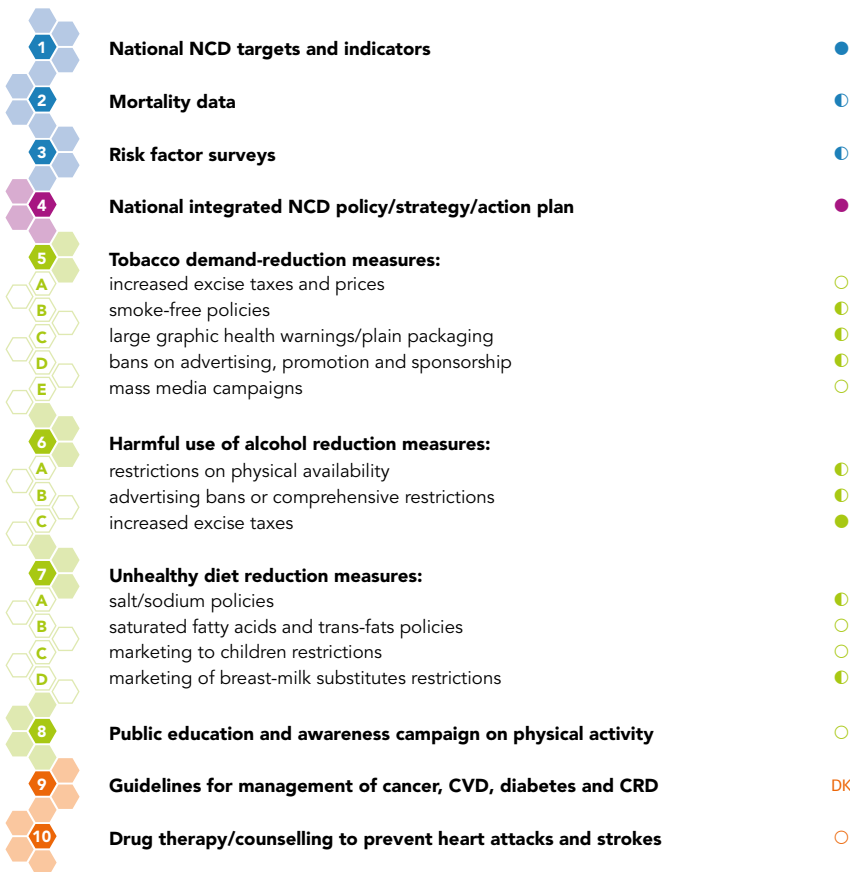 1 National NCD targets and indicators ●
2 Mortality data ◐
3 Risk factor surveys ◐
4 National integrated NCD policy/strategy/action plan ●
5 Tobacco demand-reduction measures:
A increased excise taxes and prices ○
B smoke-free policies ◐
C large graphic health warnings/plain packaging ◐
D bans on advertising, promotion and sponsorship ◐
E mass media campaigns ○
6 Harmful use of alcohol reduction measures:
A restrictions on physical availability ◐
B advertising bans or comprehensive restrictions ◐
C increased excise taxes ●
7 Unhealthy diet reduction measures:
A salt/sodium policies ◐
B saturated fatty acids and trans-fats policies ○
C marketing to children restrictions ○
D marketing of breast-milk substitutes restrictions ◐
8 Public education and awareness campaign on physical activity ○
9 Guidelines for management of cancer, CVD, diabetes and CRD DK
10 Drug therapy/counselling to prevent heart attacks and strokes ○